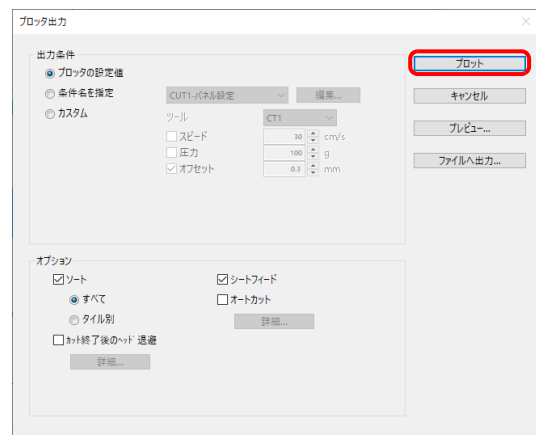 プロッタ出力
出力条件
プロッタの設定値
条件名を指定
CUT1-パネル設定
編集...
カスタム
ツール
CT1
スピード
30
cm/s
圧力
100
g
オフセット
0.3
mm
プロット
キャンセル
プレビュー...
ファイルへ出力...
オプション
ソート
すべて
タイル別
カット終了後のヘッド退避
詳細...
シートフィード
オートカット
詳細...